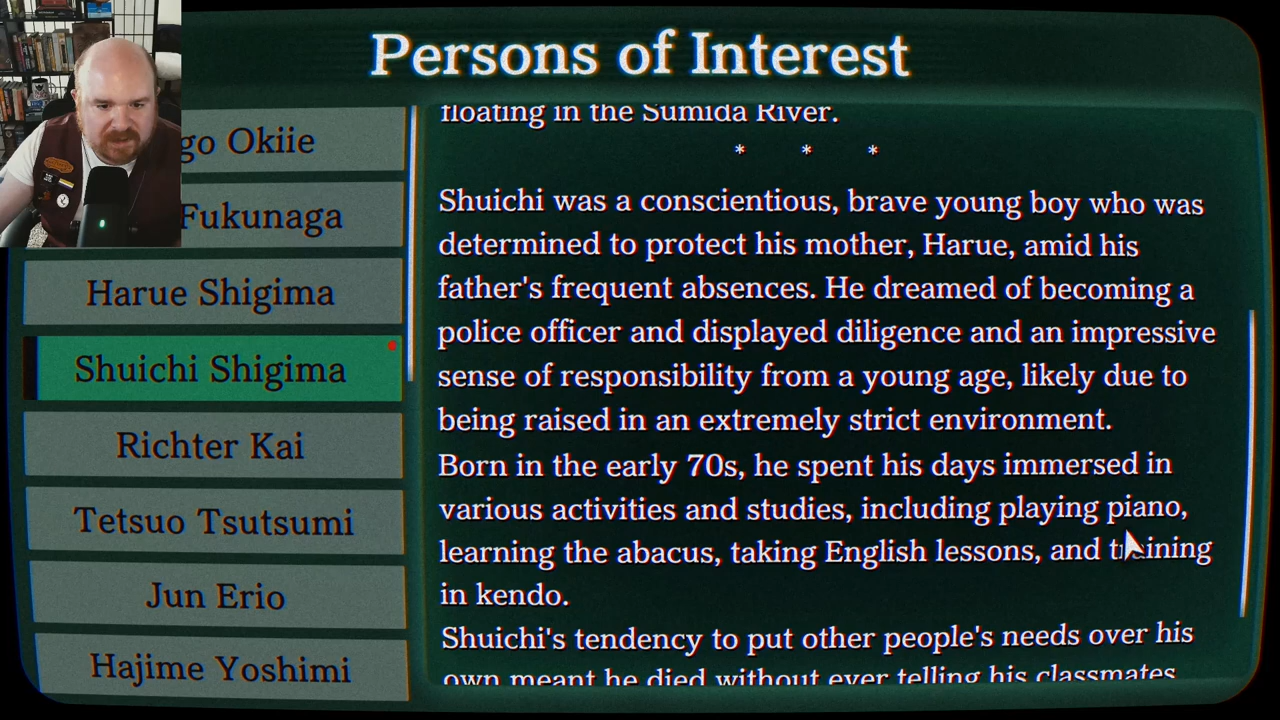 Persons of Interest
go Okiie
Fukunaga
Harue Shigima
Shuichi Shigima
Richter Kai
Tetsuo Tsutsumi
Jun Erio
Hajime Yoshimi
floating in the Sumida River.
* * *
Shuichi was a conscientious, brave young boy who was
determined to protect his mother, Harue, amid his
father's frequent absences. He dreamed of becoming a
police officer and displayed diligence and an impressive
sense of responsibility from a young age, likely due to
being raised in an extremely strict environment.
Born in the early 70s, he spent his days immersed in
various activities and studies, including playing piano,
learning the abacus, taking English lessons, and training
in kendo.
Shuichi's tendency to put other people's needs over his
own meant he died without ever telling his classmates